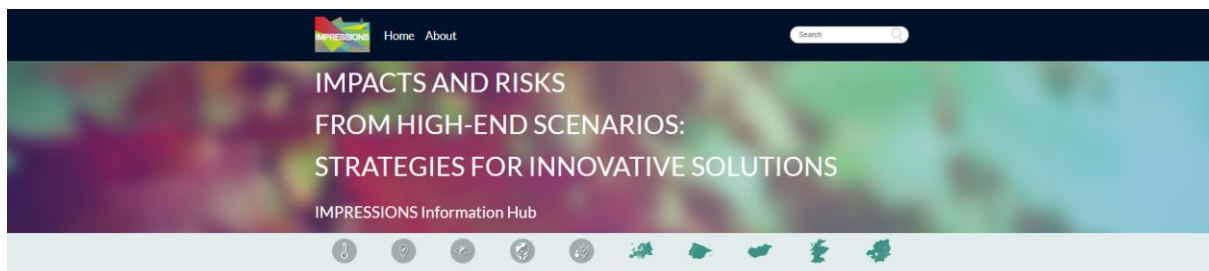 IMPRESSIONS
Home About
Search
IMPACTS AND RISKS
FROM HIGH-END SCENARIOS:
STRATEGIES FOR INNOVATIVE SOLUTIONS
IMPRESSIONS Information Hub